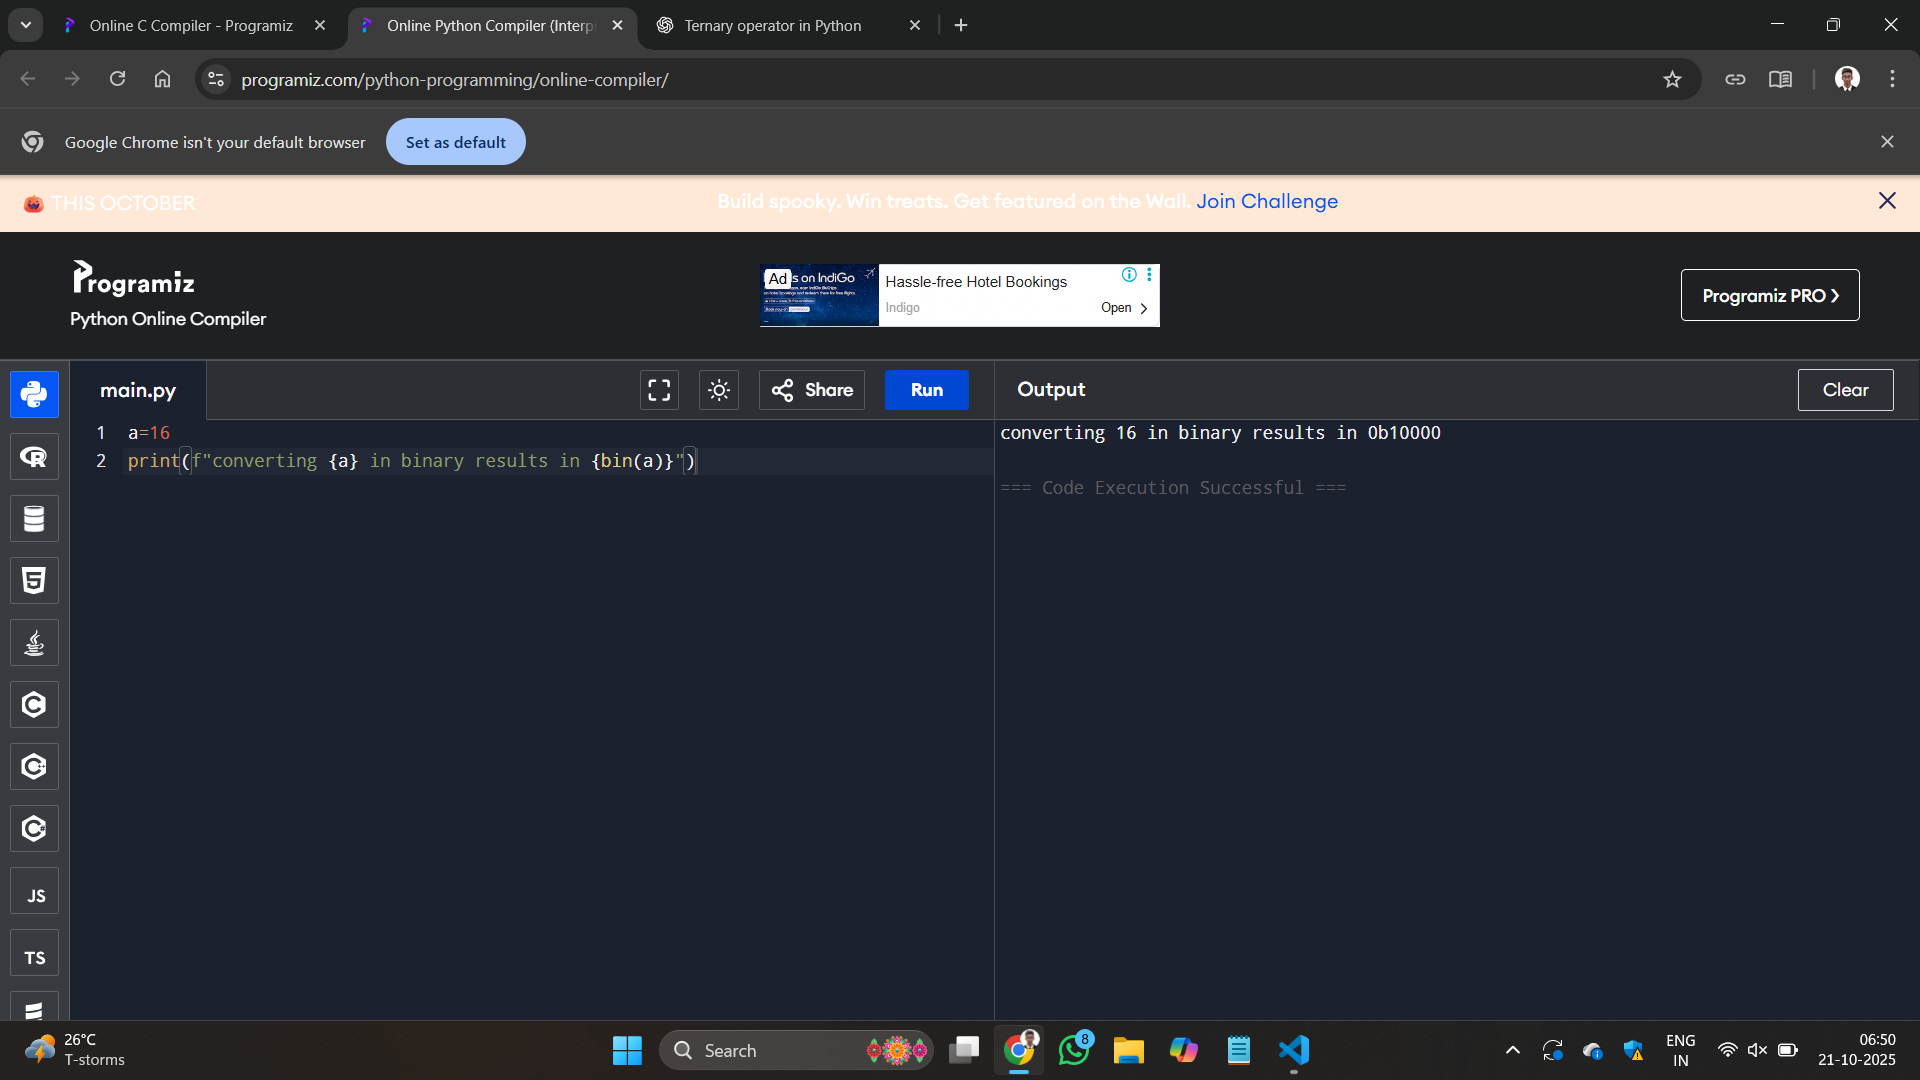 Online C Compiler - Programiz
Online Python Compiler (Interp
Ternary operator in Python
programiz.com/python-programming/online-compiler/
Google Chrome isn't your default browser
Set as default
THIS OCTOBER
Build spooky. Win treats. Get featured on the Wall. Join Challenge
Programiz
Python Online Compiler
Ad
s on IndiGo
Hassle-free Hotel Bookings
Indigo
Open
Programiz PRO ❯
main.py
Share
Run
Output
Clear
1 a=16
2 print(f"converting {a} in binary results in {bin(a)}")
converting 16 in binary results in 0b10000
=== Code Execution Successful ===
R
5
C
C
C
JS
TS
26°C
T-storms
Search
8
ENG
IN
06:50
21-10-2025